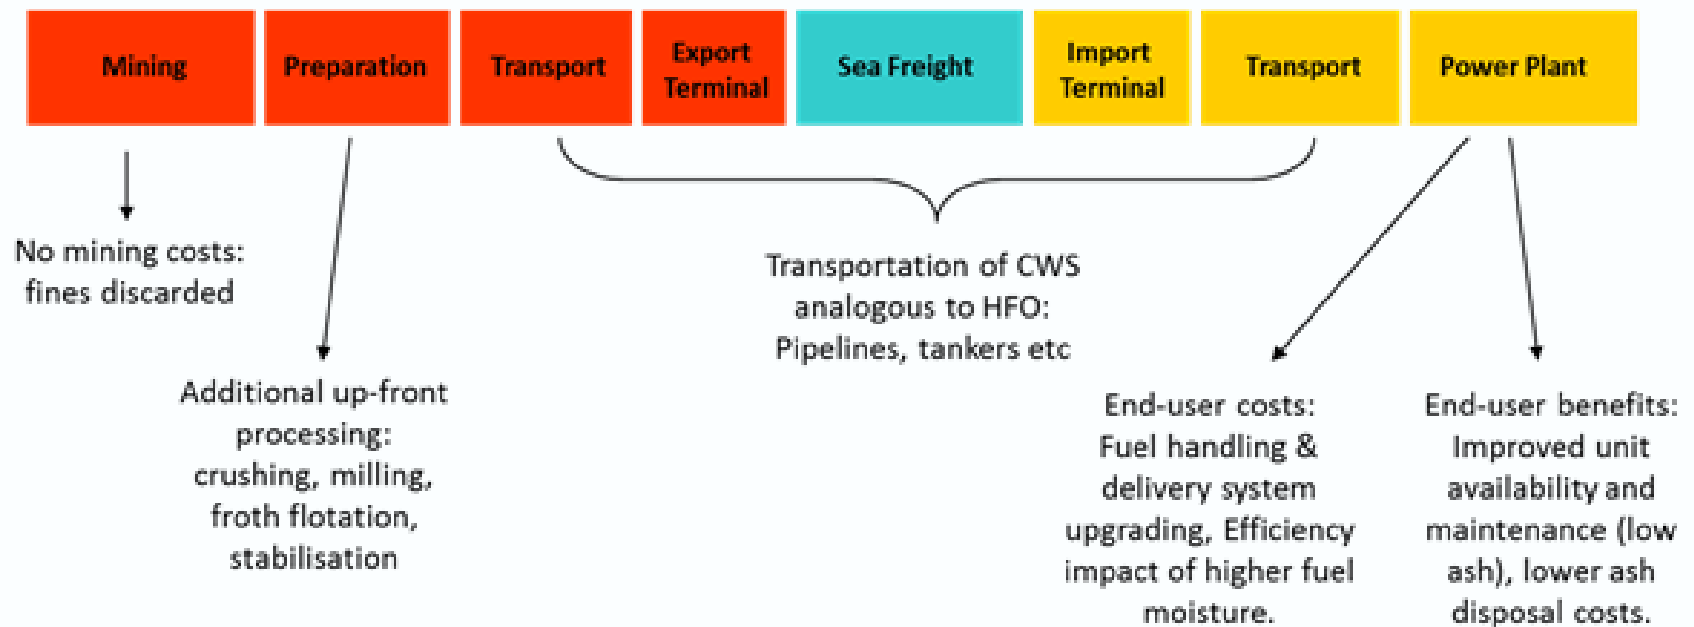 Mining
Preparation
Transport
Export
Terminal
Sea Freight
Import
Terminal
Transport
Power Plant
No mining costs:
fines discarded
Additional up-front
processing:
crushing, milling,
froth flotation,
stabilisation
Transportation of CWS
analogous to HFO:
Pipelines, tankers etc
End-user costs:
Fuel handling &
delivery system
upgrading, Efficiency
impact of higher fuel
moisture.
End-user benefits:
Improved unit
availability and
maintenance (low
ash), lower ash
disposal costs.